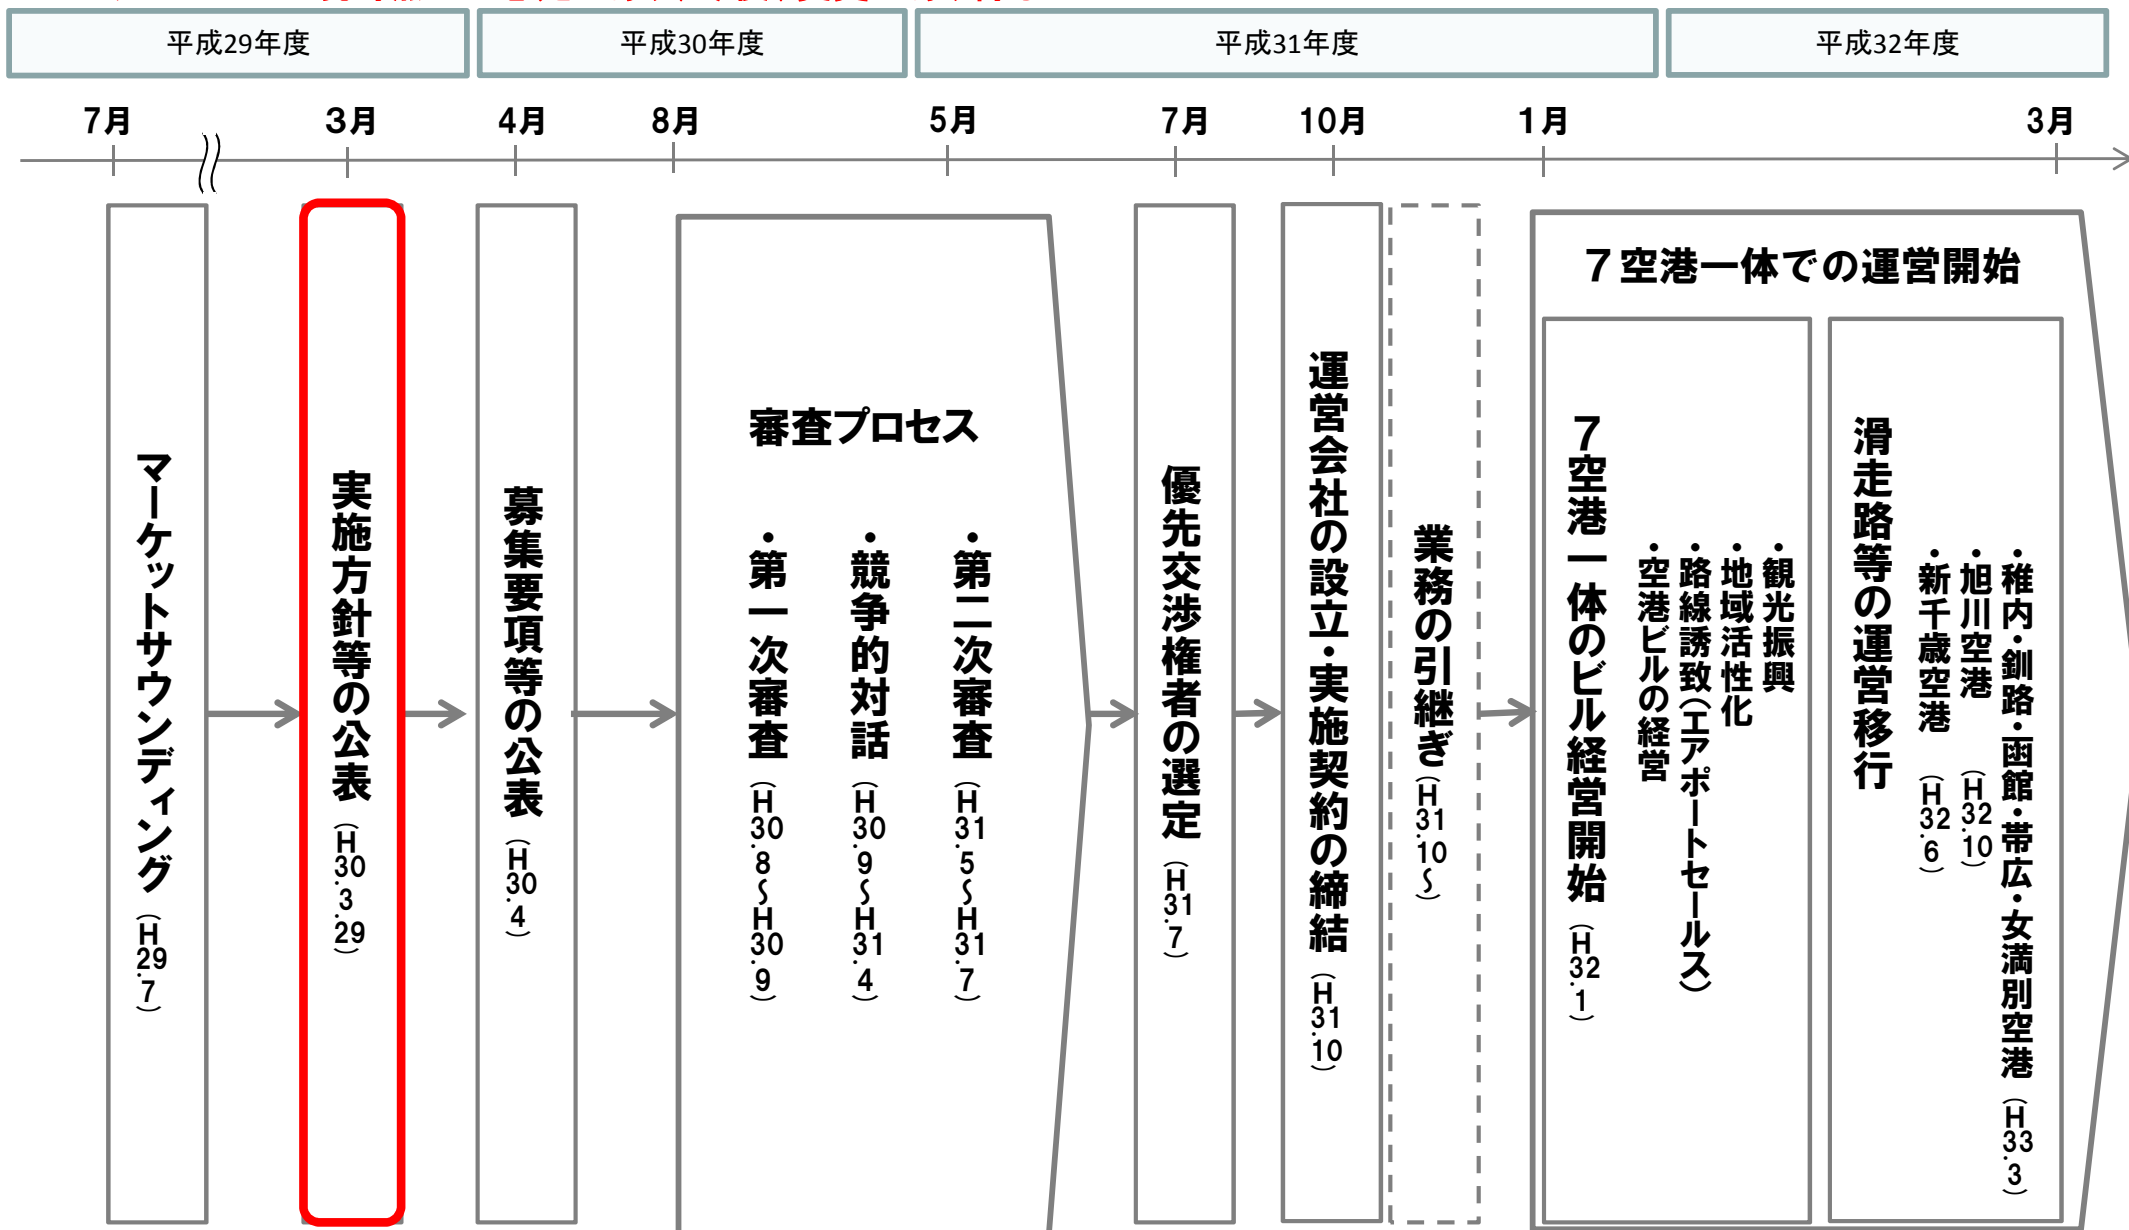 平成29年度
平成30年度
平成31年度
平成32年度
7月
3月
4月
8月
5月
7月
10月
1月
3月
マーケットサウンディング（H29.7）
実施方針等の公表（H30.3.29）
募集要項等の公表（H30.4）
審査プロセス
・第一次審査（H30.8～H30.9）
・競争的対話（H30.9～H31.4）
・第二次審査（H31.5～H31.7）
優先交渉権者の選定（H31.7）
運営会社の設立・実施契約の締結（H31.10）
業務の引継ぎ（H31.10～）
７空港一体での運営開始
７空港一体のビル経営開始（H32.1）
・空港ビルの経営
・路線誘致（エアポートセールス）
・地域活性化
・観光振興
滑走路等の運営移行
・新千歳空港（H32.6）
・旭川空港（H32.10）
・稚内・釧路・函館・帯広・女満別空港（H33.3）